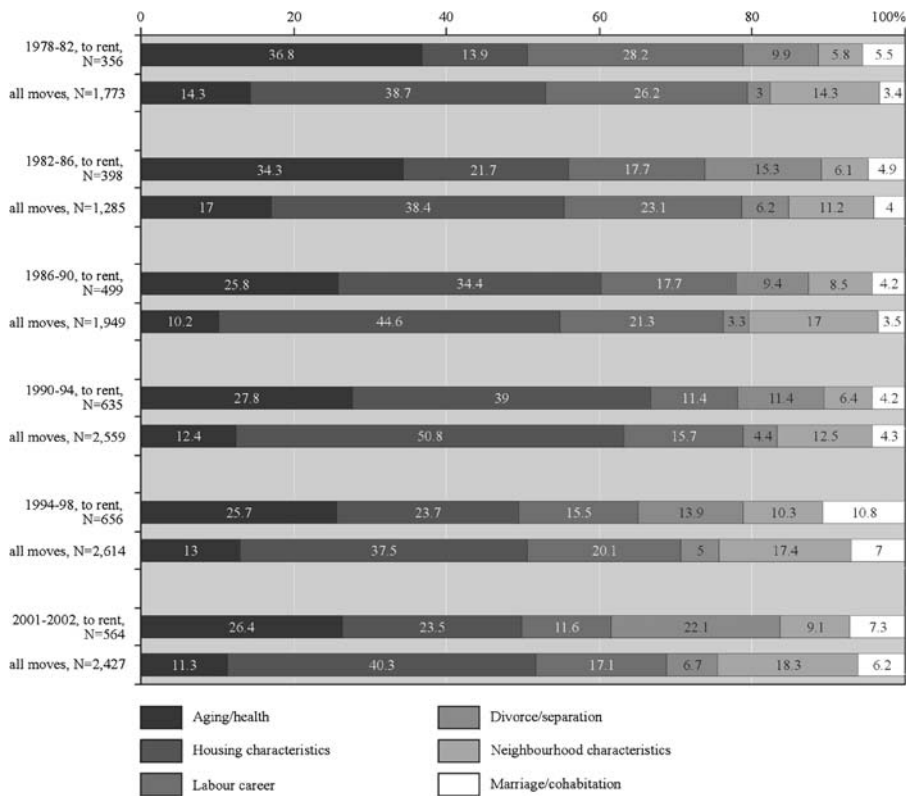 0 20 40 60 80 100%
1978-82, to rent,
N=356
36.8 13.9 28.2 9.9 5.8 5.5
all moves, N=1,773 14.3 38.7 26.2 3 14.3 3.4
1982-86, to rent,
N=398
34.3 21.7 17.7 15.3 6.1 4.9
all moves, N=1,285 17 38.4 23.1 6.2 11.2 4
1986-90, to rent,
N=499
25.8 34.4 17.7 9.4 8.5 4.2
all moves, N=1,949 10.2 44.6 21.3 3.3 17 3.5
1990-94, to rent,
N=635
27.8 39 11.4 11.4 6.4 4.2
all moves, N=2,559 12.4 50.8 15.7 4.4 12.5 4.3
1994-98, to rent,
N=656
25.7 23.7 15.5 13.9 10.3 10.8
all moves, N=2,614 13 37.5 20.1 5 17.4 7
2001-2002, to rent,
N=564
26.4 23.5 11.6 22.1 9.1 7.3
all moves, N=2,427 11.3 40.3 17.1 6.7 18.3 6.2
Aging/health Divorce/separation
Housing characteristics Neighbourhood characteristics
Labour career Marriage/cohabitation